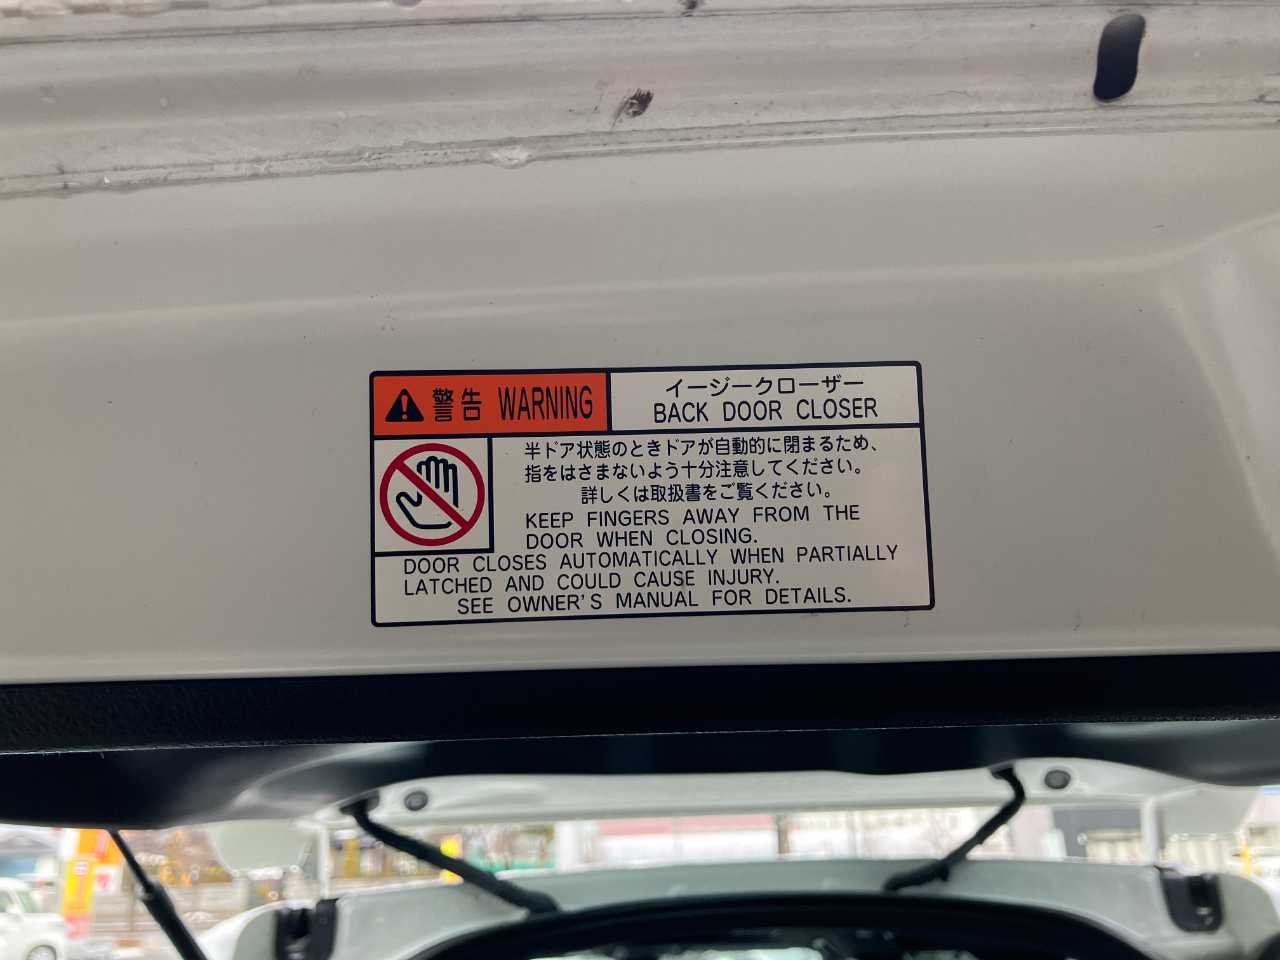 警告 WARNING
イージークローザー
BACK DOOR CLOSER
半ドア状態のときドアが自動的に閉まるため、
指をはさまないよう十分注意してください。
詳しくは取扱書をご覧ください。
KEEP FINGERS AWAY FROM THE
DOOR WHEN CLOSING.
DOOR CLOSES AUTOMATICALLY WHEN PARTIALLY
LATCHED AND COULD CAUSE INJURY.
SEE OWNER'S MANUAL FOR DETAILS.